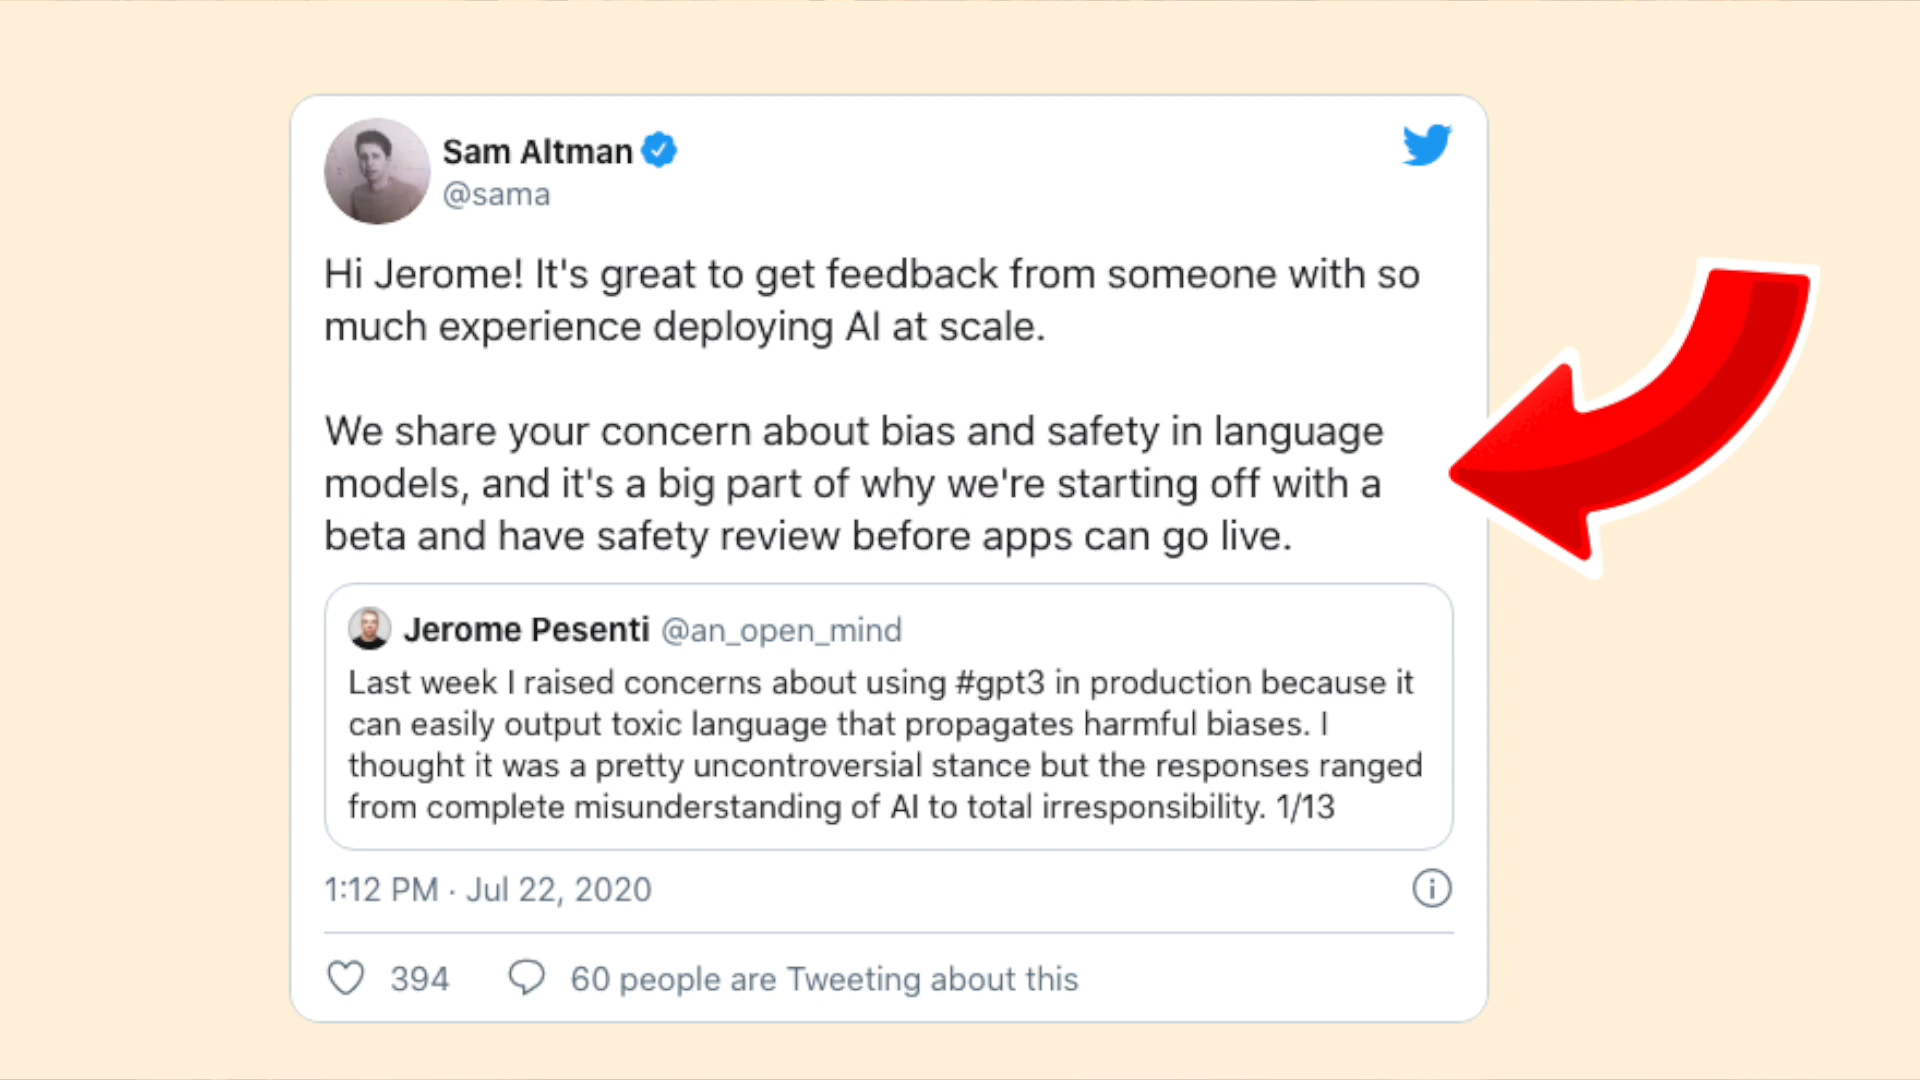 Sam Altman
@sama
Hi Jerome! It's great to get feedback from someone with so
much experience deploying AI at scale.
We share your concern about bias and safety in language
models, and it's a big part of why we're starting off with a
beta and have safety review before apps can go live.
Jerome Pesenti @an_open_mind
Last week I raised concerns about using #gpt3 in production because it
can easily output toxic language that propagates harmful biases. I
thought it was a pretty uncontroversial stance but the responses ranged
from complete misunderstanding of AI to total irresponsibility. 1/13
1:12 PM · Jul 22, 2020
394 60 people are Tweeting about this